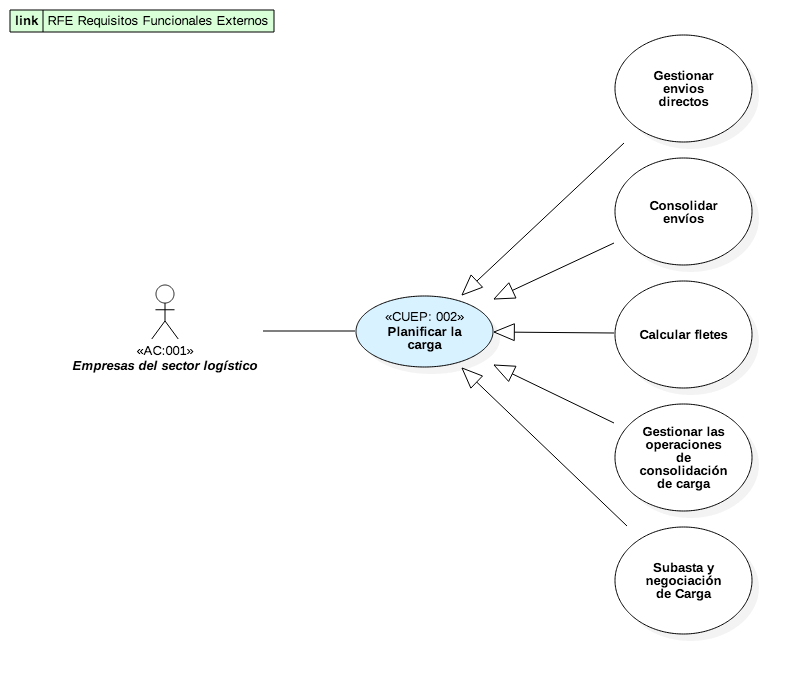 link RFE Requisitos Funcionales Externos
Gestionar
envios
directos
Consolidar
envíos
«CUEP: 002»
Planificar la
carga
Calcular fletes
«AC:001»
Empresas del sector logístico
Gestionar las
operaciones
de
consolidación
de carga
Subasta y
negociación
de Carga